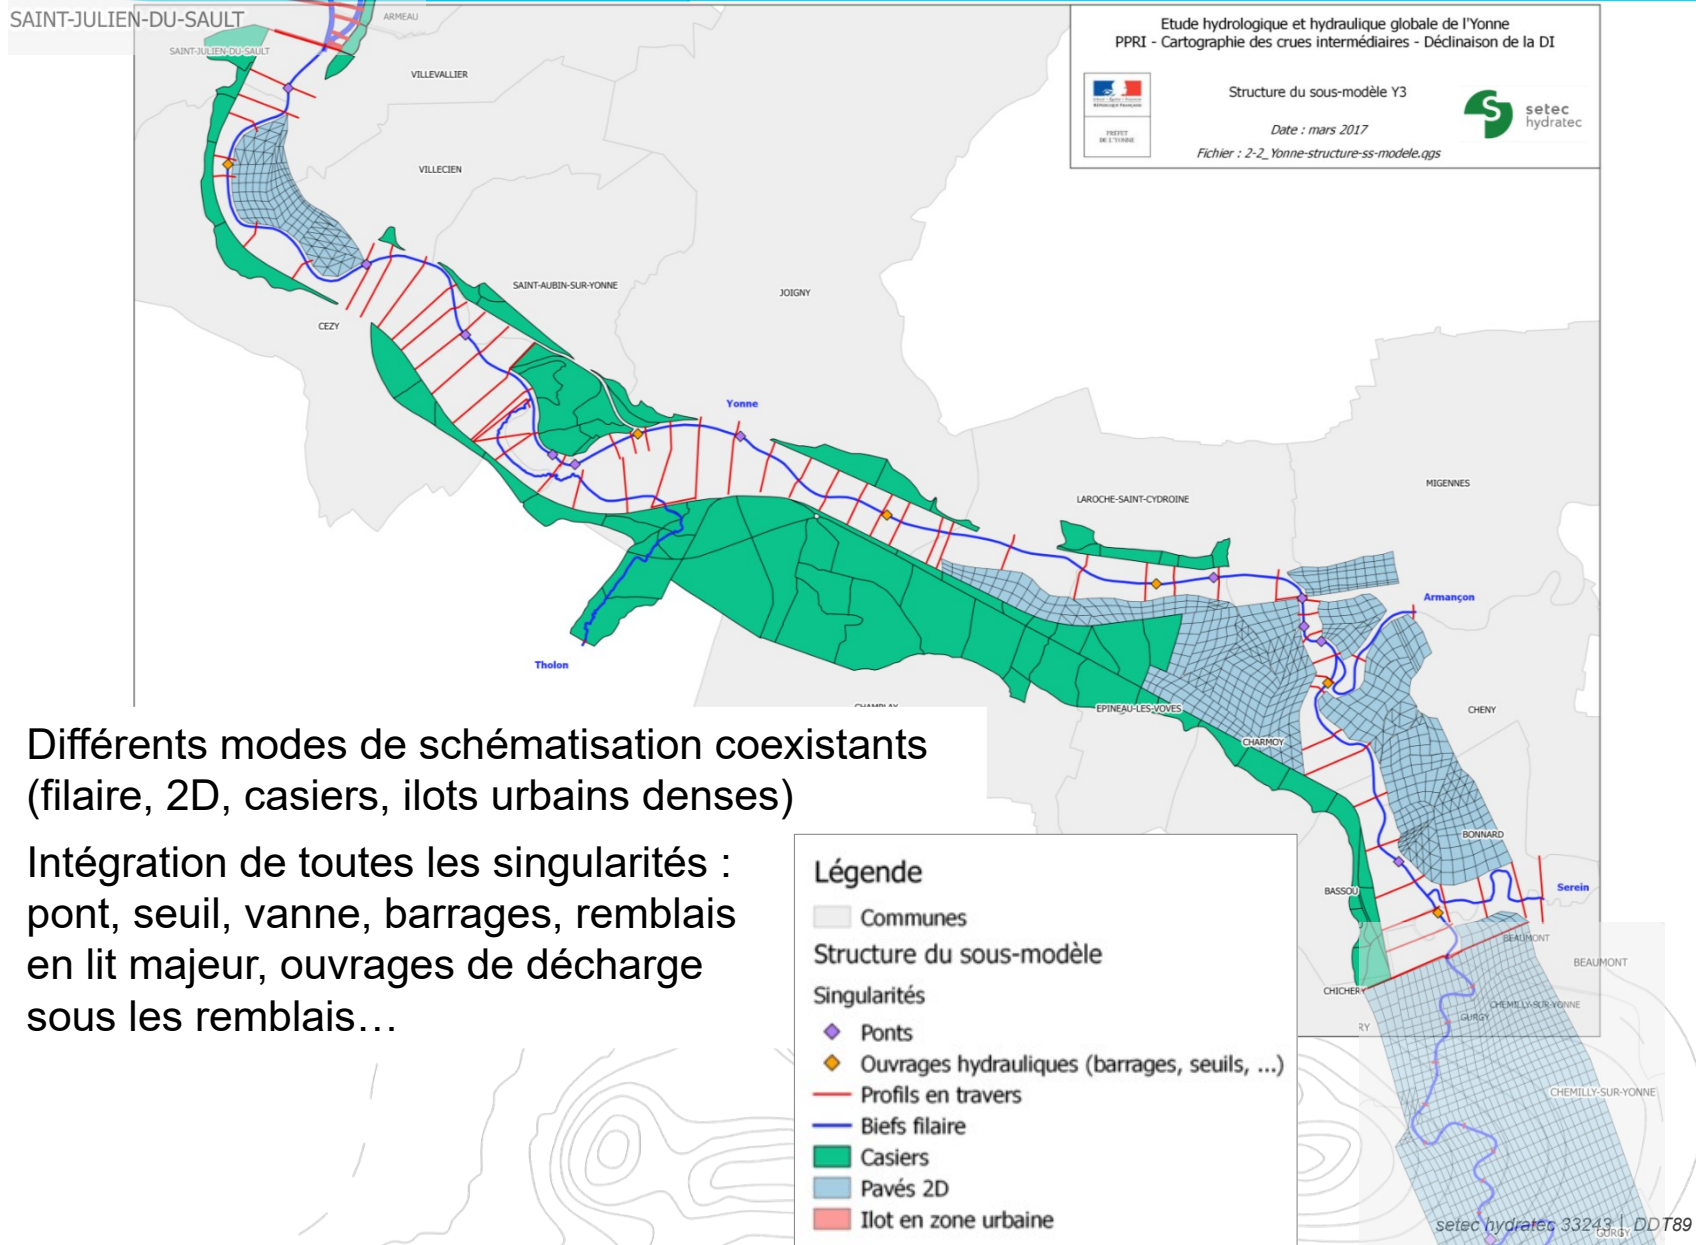 SAINT-JULIEN-DU-SAULT
ARMEAU
SAINT-JULIEN-DU-SAULT
VILLEVALLIER
VILLECIEN
Etude hydrologique et hydraulique globale de l'Yonne
PPRI - Cartographie des crues intermédiaires - Déclinaison de la DI
PRÉFET
DE L'YONNE
Structure du sous-modèle Y3
Date : mars 2017
Fichier : 2-2_Yonne-structure-ss-modele.qgs
setec
hydratec
SAINT-AUBIN-SUR-YONNE
JOIGNY
CEZY
Yonne
LAROCHE-SAINT-CYDROINE
MIGENNES
Armançon
Tholon
CHAMPLAY
EPINEAU-LES-VOVES
CHENY
CHARMOY
BONNARD
BASSOU
Serein
BEAUMONT
BEAUMONT
CHICHERY
CHEMILLY-SUR-YONNE
GURGY
RY
CHEMILLY-SUR-YONNE
GURGY
Différents modes de schématisation coexistants
(filaire, 2D, casiers, ilots urbains denses)
Intégration de toutes les singularités :
pont, seuil, vanne, barrages, remblais
en lit majeur, ouvrages de décharge
sous les remblais…
Légende
Communes
Structure du sous-modèle
Singularités
Ponts
Ouvrages hydrauliques (barrages, seuils, ...)
Profils en travers
Biefs filaire
Casiers
Pavés 2D
Ilot en zone urbaine
setec hydratec 33243 | DDT89